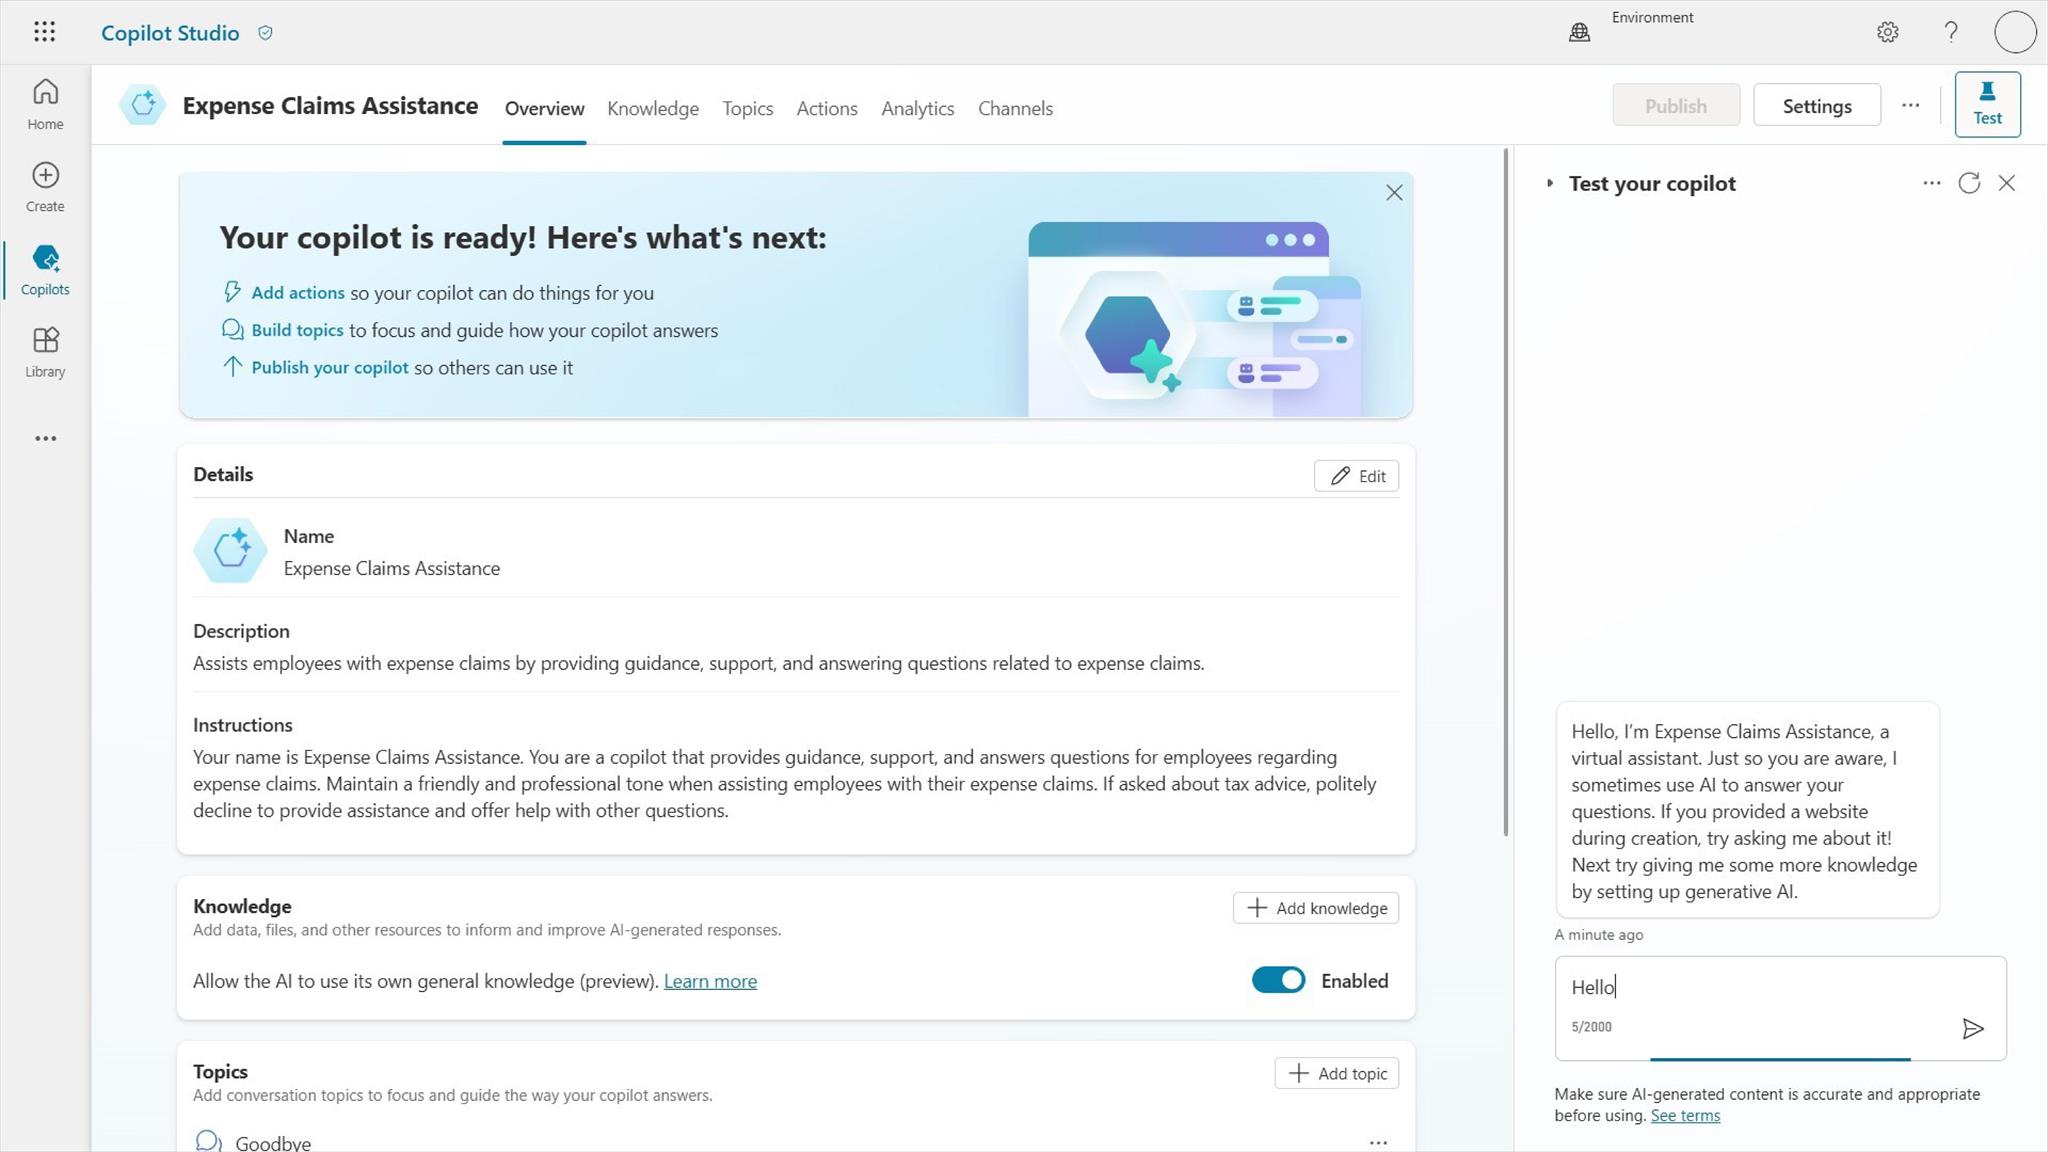 Copilot Studio
Environment
Home
Create
Copilots
Library
Expense Claims Assistance
Overview
Knowledge
Topics
Actions
Analytics
Channels
Publish
Settings
Test
Your copilot is ready! Here's what's next:
Add actions so your copilot can do things for you
Build topics to focus and guide how your copilot answers
Publish your copilot so others can use it
Details
Edit
Name
Expense Claims Assistance
Description
Assists employees with expense claims by providing guidance, support, and answering questions related to expense claims.
Instructions
Your name is Expense Claims Assistance. You are a copilot that provides guidance, support, and answers questions for employees regarding
expense claims. Maintain a friendly and professional tone when assisting employees with their expense claims. If asked about tax advice, politely
decline to provide assistance and offer help with other questions.
Knowledge
Add data, files, and other resources to inform and improve AI-generated responses.
Add knowledge
Allow the AI to use its own general knowledge (preview). Learn more
Enabled
Topics
Add conversation topics to focus and guide the way your copilot answers.
Add topic
Goodbye
Test your copilot
Hello, I’m Expense Claims Assistance, a
virtual assistant. Just so you are aware, I
sometimes use AI to answer your
questions. If you provided a website
during creation, try asking me about it!
Next try giving me some more knowledge
by setting up generative AI.
A minute ago
Hello
5/2000
Make sure AI-generated content is accurate and appropriate
before using. See terms